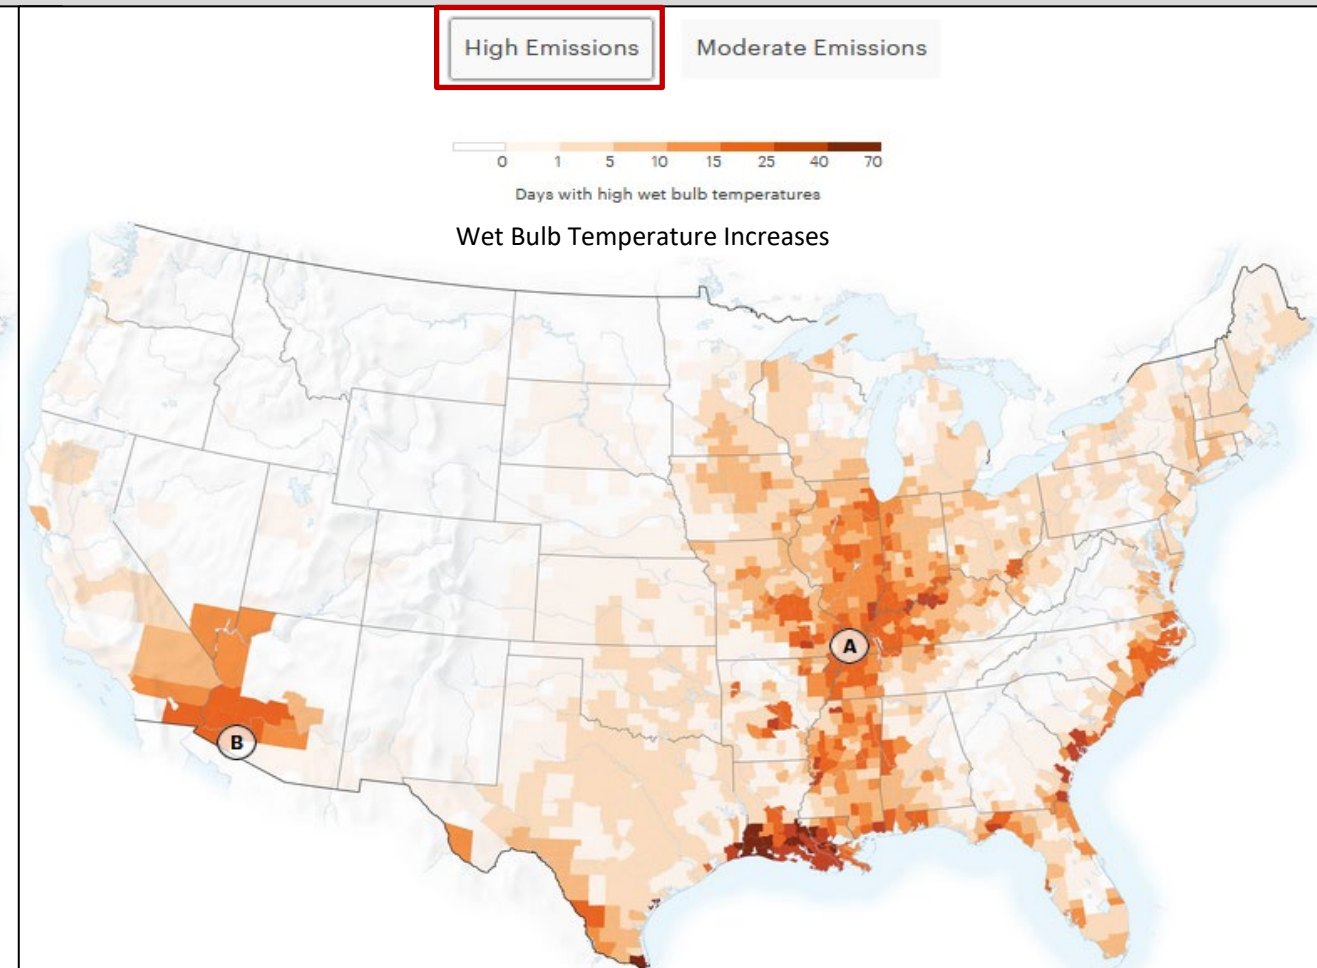 High Emissions Moderate Emissions
0 1 5 10 15 25 40 70
Days with high wet bulb temperatures
Wet Bulb Temperature Increases
A
B